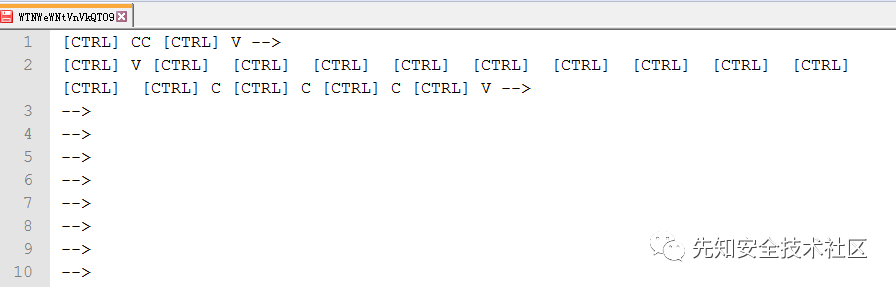 WTNWeWNtVnVkQT09
1 [CTRL] CC [CTRL] V -->
2 [CTRL] V [CTRL] [CTRL] [CTRL] [CTRL] [CTRL] [CTRL] [CTRL] [CTRL] [CTRL]
[CTRL] [CTRL] C [CTRL] C [CTRL] C [CTRL] V -->
3 -->
4 -->
5 -->
6 -->
7 -->
8 -->
9 -->
10 -->
先知安全技术社区